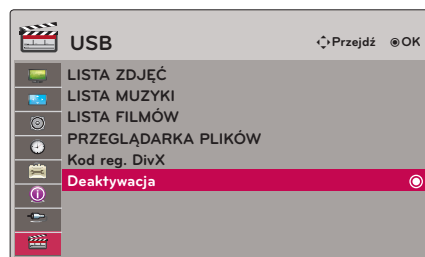 USB
Przejdź OK
LISTA ZDJĘĆ
LISTA MUZYKI
LISTA FILMÓW
PRZEGLĄDARKA PLIKÓW
Kod reg. DivX
Deaktywacja